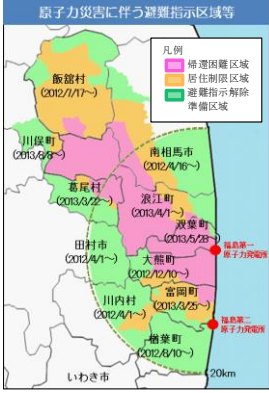 原子力災害に伴う避難指示区域等
凡例
帰還困難区域
居住制限区域
避難指示解除
準備区域
飯舘村
(2012/7/17~)
川俣町
(2013/8/8~)
南相馬市
(2012/4/16~)
葛尾村
(2013/3/22~)
浪江町
(2013/4/1~)
双葉町
(2013/5/28~)
福島第一
原子力発電所
田村市
(2012/4/1~)
大熊町
(2012/12/10~)
富岡町
(2013/3/25~)
川内村
(2012/4/1~)
福島第二
原子力発電所
楢葉町
(2012/8/10~)
いわき市
20km